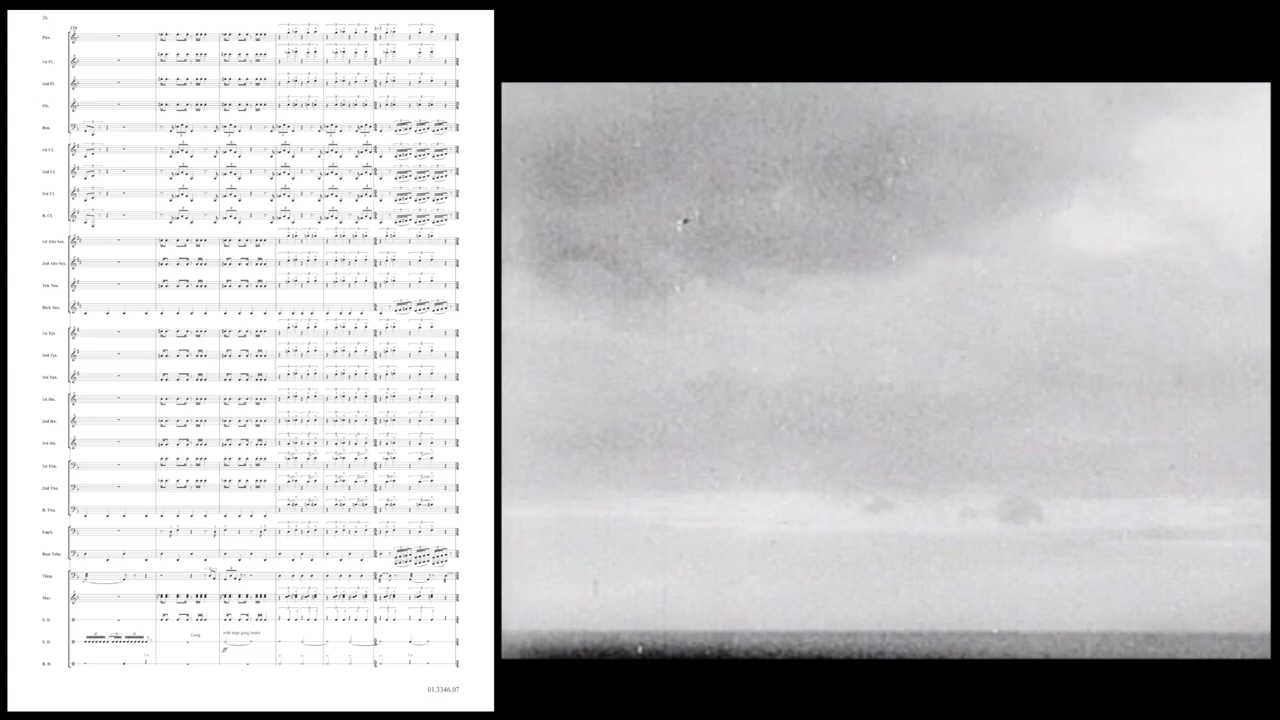 26
Picc.
1st Fl.
2nd Fl.
Ob.
Bsn.
1st Cl.
2nd Cl.
3rd Cl.
B. Cl.
1st Alto Sax.
2nd Alto Sax.
Ten. Sax.
Bari. Sax.
1st Tpt.
2nd Tpt.
3rd Tpt.
1st Hn.
2nd Hn.
3rd Hn.
1st Tbn.
2nd Tbn.
B. Tbn.
Euph.
Bass Tuba
Timp.
Mar.
S. D.
S. D.
Gong
with large gong beater
ff
B. D.
01.3346.07